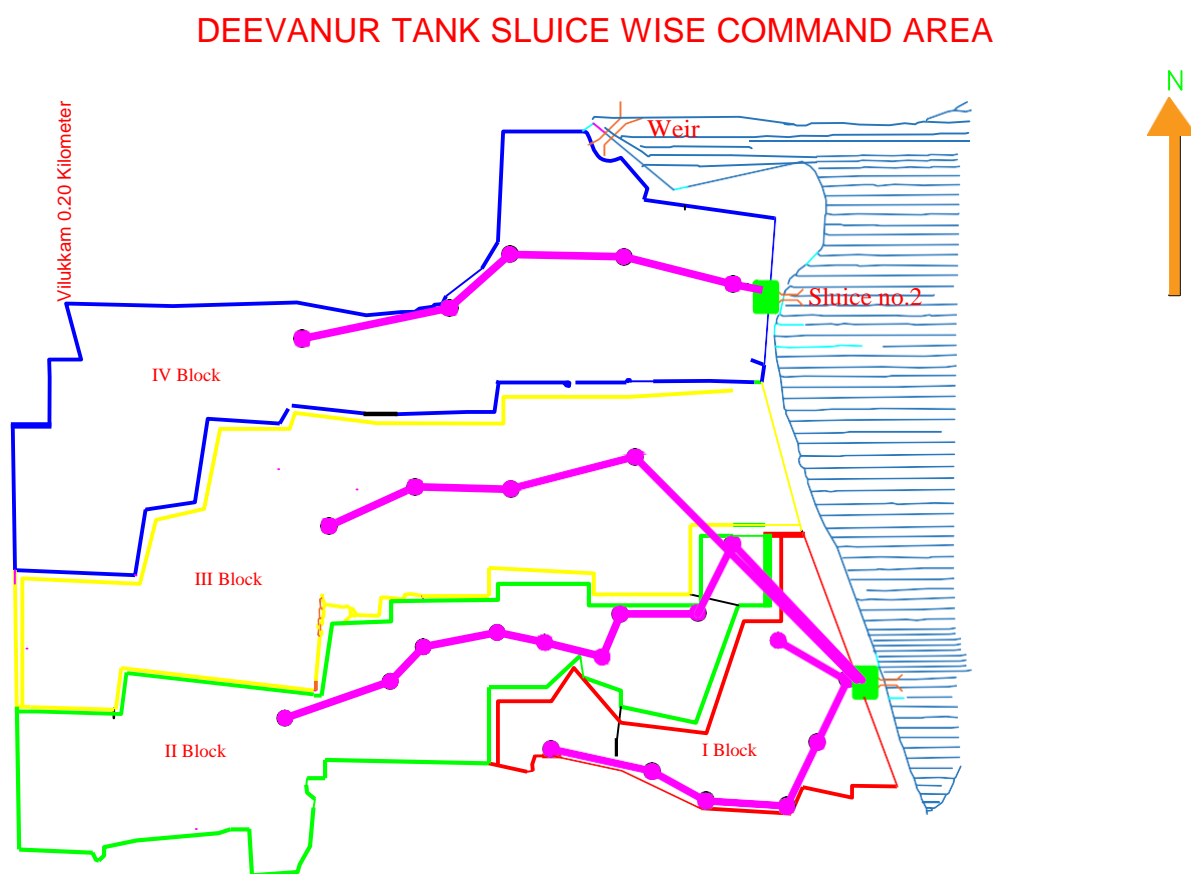 DEEVANUR TANK SLUICE WISE COMMAND AREA
N
Vilukkam 0.20 Kilometer
Weir
Sluice no.2
IV Block
III Block
II Block
I Block